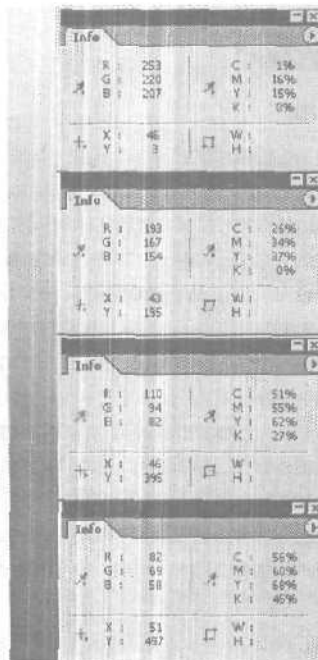 Info
R : 253 C : 1%
G : 220 M : 16%
B : 207 Y : 15%
K : 0%
X : 46 W :
Y : 3 H :
Info
R : 193 C : 26%
G : 167 M : 34%
B : 154 Y : 37%
K : 0%
X : 43 W :
Y : 195 H :
Info
R : 110 C : 51%
G : 94 M : 55%
B : 82 Y : 62%
K : 27%
X : 46 W :
Y : 395 H :
Info
R : 82 C : 56%
G : 69 M : 60%
B : 58 Y : 68%
K : 46%
X : 51 W :
Y : 497 H :